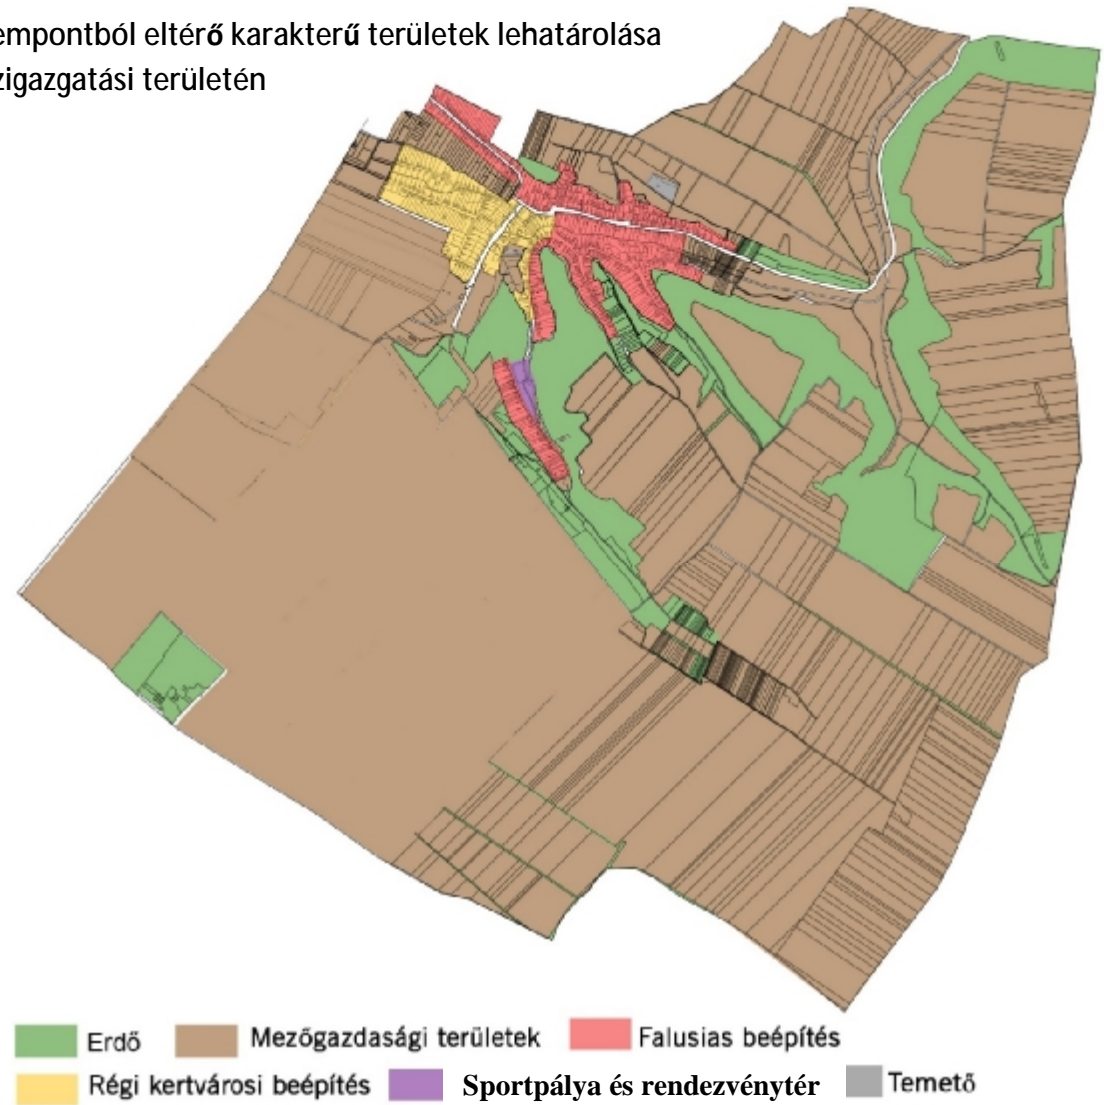 empontból eltérő karakterű területek lehatárolása
zigazgatási területén
Erdő Mezőgazdasági területek Falusias beépítés
Régi kertvárosi beépítés Sportpálya és rendezvénytér Temető